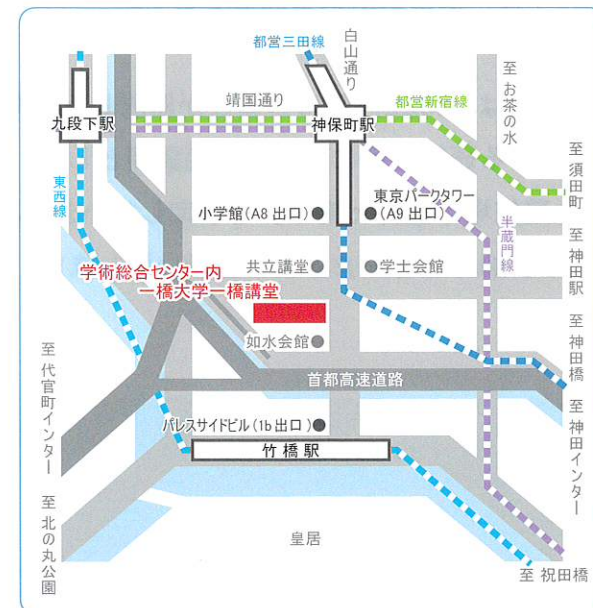 都営三田線
白山通り
至 お茶の水
靖国通り
都営新宿線
九段下駅
神保町駅
至 須田町
東西線
小学館(A8 出口)
東京パークタワー
(A9 出口)
半蔵門線
至 神田駅
共立講堂
学士会館
学術総合センター内
一橋大学一橋講堂
如水会館
至 代官町インター
首都高速道路
至 神田橋
至 神田インター
パレスサイドビル(1b 出口)
竹橋駅
至 北の丸公園
皇居
至 祝田橋